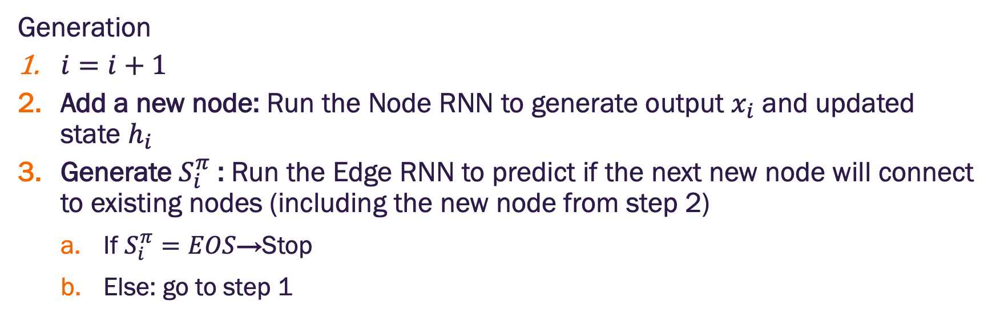 Generation
1. i = i + 1
2. Add a new node: Run the Node RNN to generate output x_i and updated
state h_i
3. Generate S_i^π : Run the Edge RNN to predict if the next new node will connect
to existing nodes (including the new node from step 2)
a. If S_i^π = EOS→Stop
b. Else: go to step 1